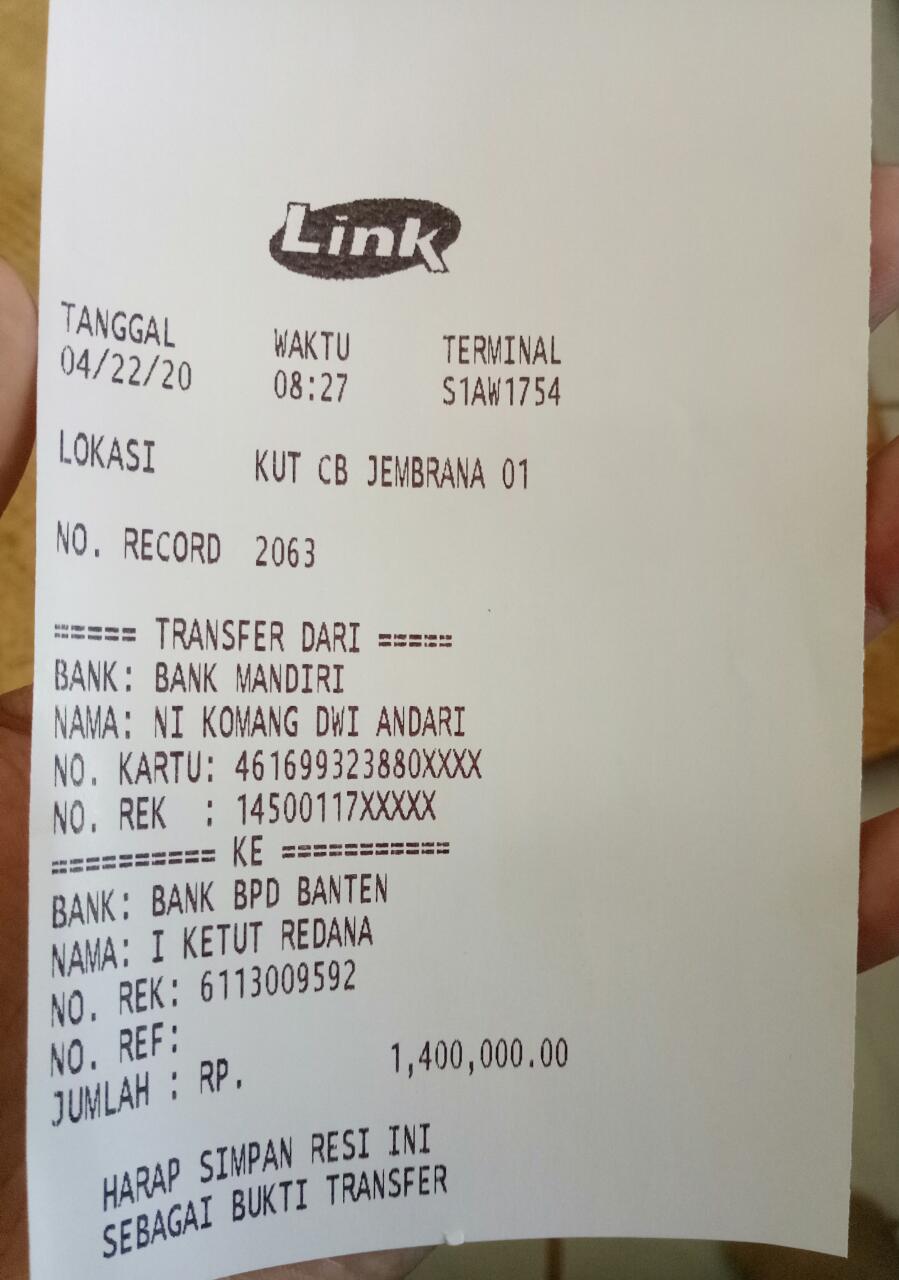 Link
TANGGAL WAKTU TERMINAL
04/22/20 08:27 S1AW1754
LOKASI KUT CB JEMBRANA 01
NO. RECORD 2063
===== TRANSFER DARI =====
BANK: BANK MANDIRI
NAMA: NI KOMANG DWI ANDARI
NO. KARTU: 461699323880XXXX
NO. REK : 14500117XXXXX
========== KE ===========
BANK: BANK BPD BANTEN
NAMA: I KETUT REDANA
NO. REK: 6113009592
NO. REF:
JUMLAH : RP. 1,400,000.00
HARAP SIMPAN RESI INI
SEBAGAI BUKTI TRANSFER